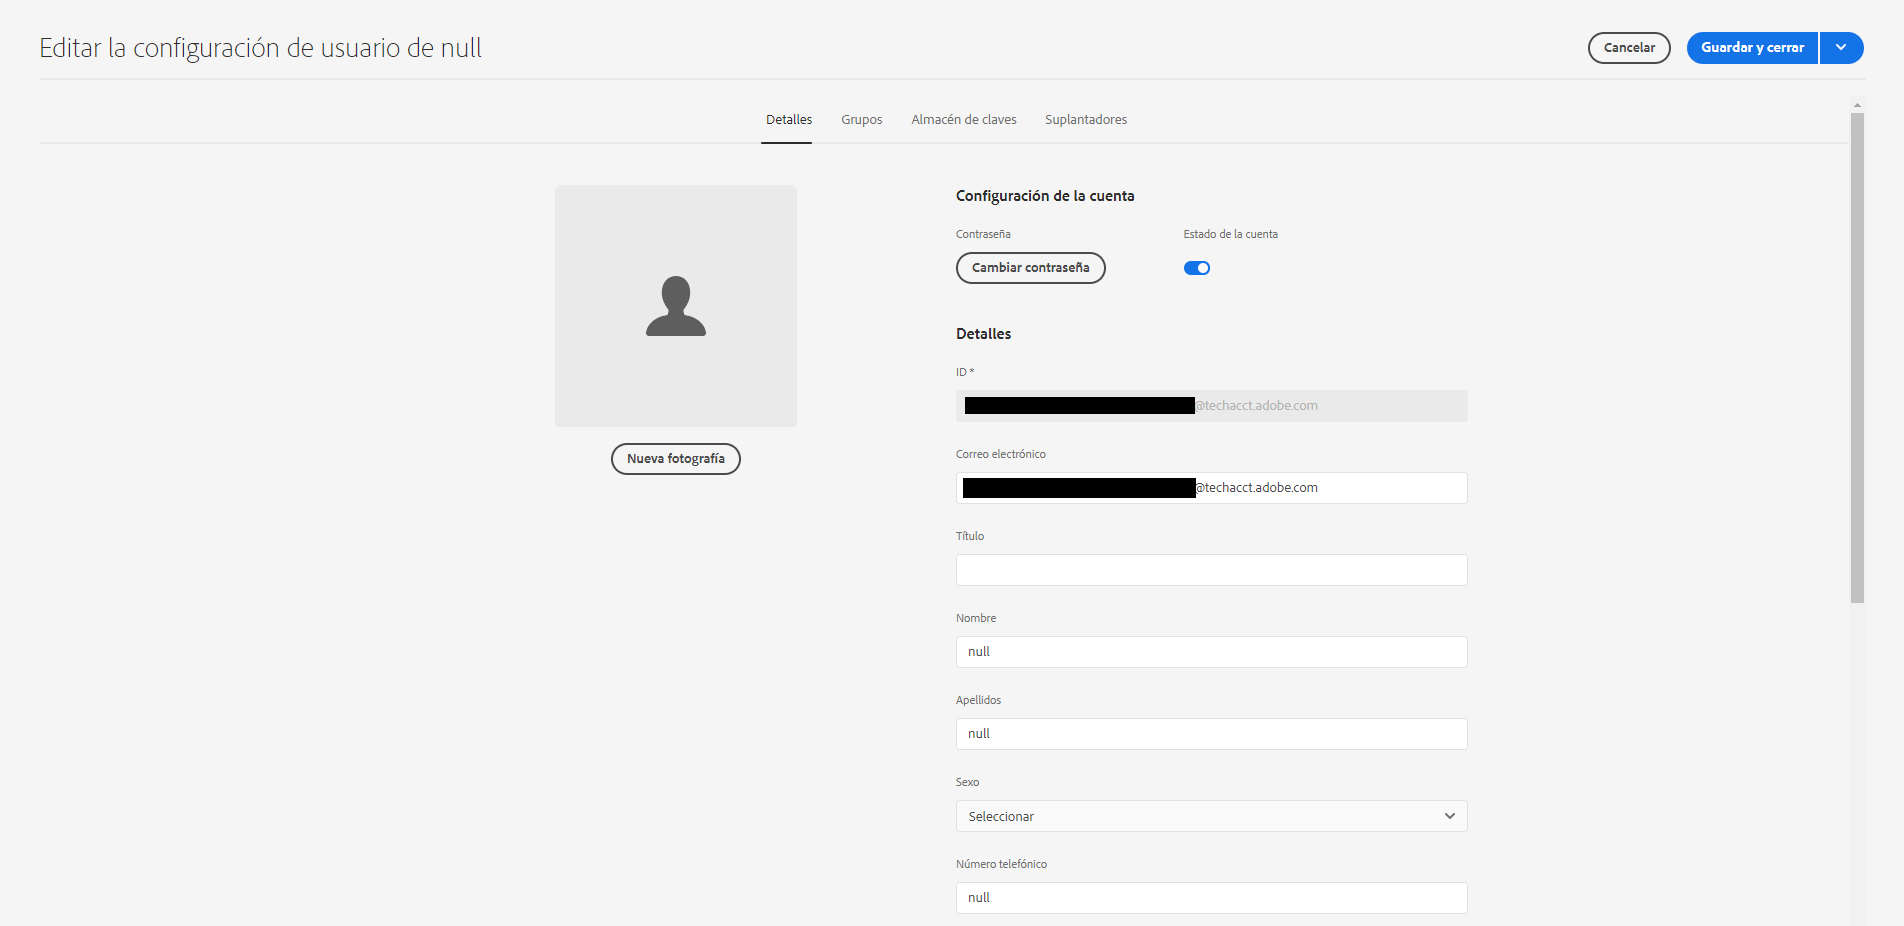 Editar la configuración de usuario de null
Cancelar
Guardar y cerrar
Detalles
Grupos
Almacén de claves
Suplantadores
Nueva fotografía
Configuración de la cuenta
Contraseña
Estado de la cuenta
Cambiar contraseña
Detalles
ID *
@techacct.adobe.com
Correo electrónico
@techacct.adobe.com
Título
Nombre
null
Apellidos
null
Sexo
Seleccionar
Número telefónico
null